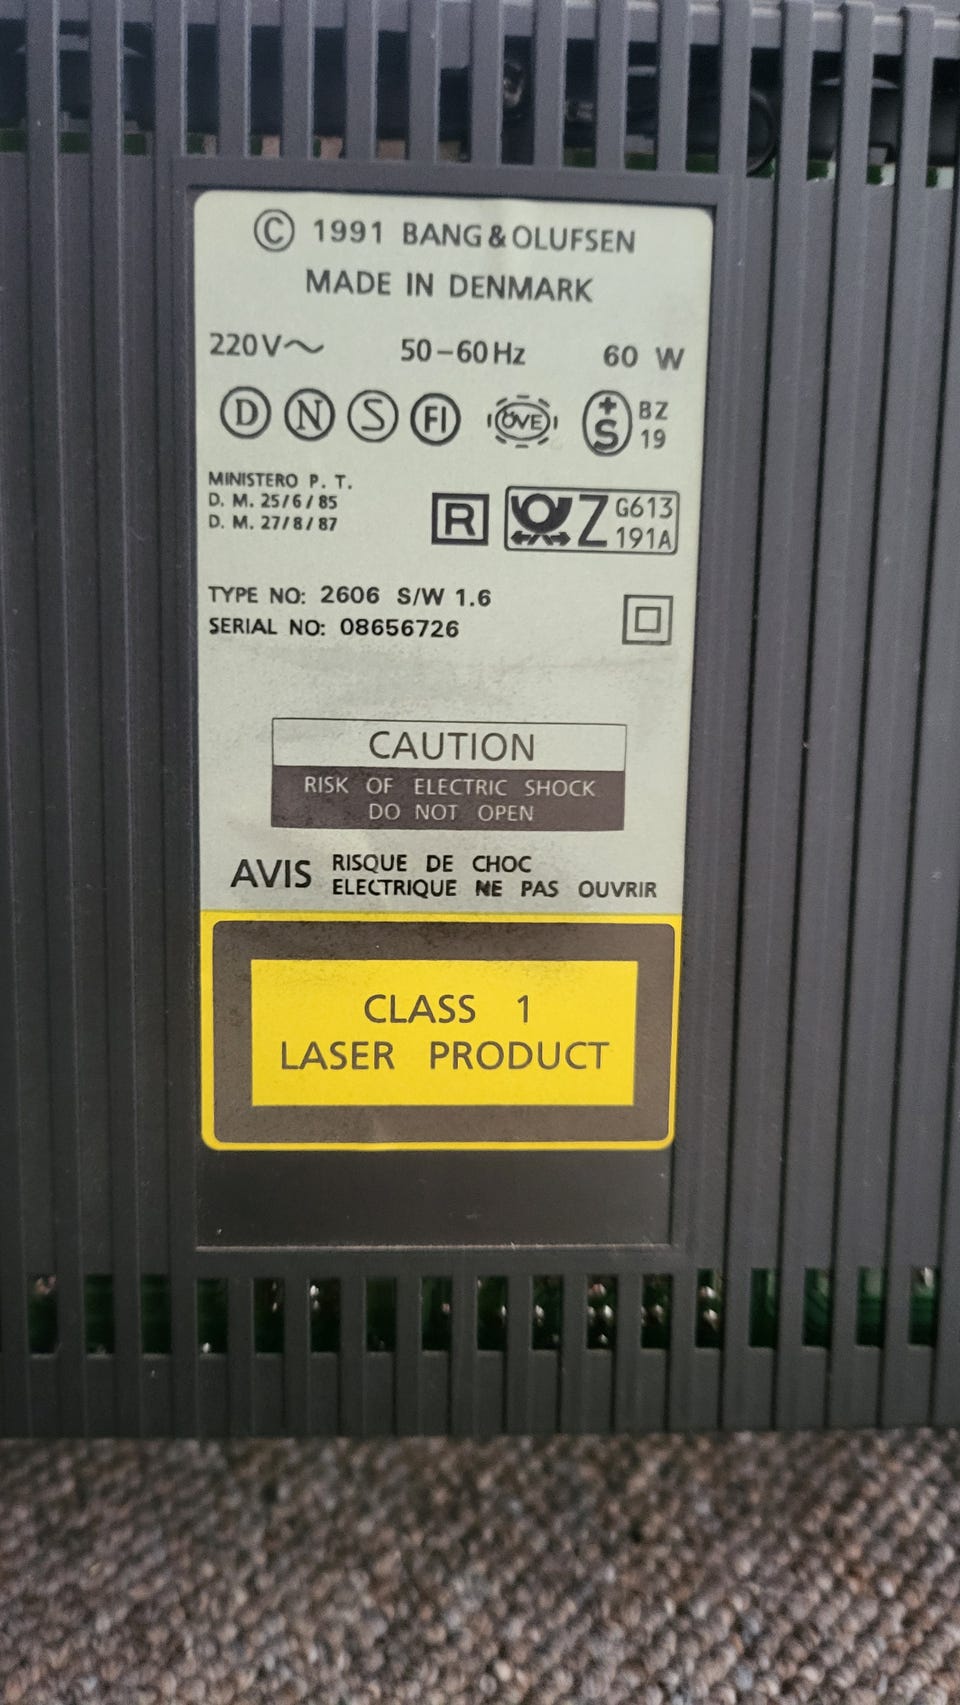 © 1991 BANG & OLUFSEN
MADE IN DENMARK
220V~ 50-60Hz 60 W
D N S FI ÖVE +S BZ 19
MINISTERO P. T.
D. M. 25/6/85
D. M. 27/8/87
R Z G613 191A
TYPE NO: 2606 S/W 1.6
SERIAL NO: 08656726
CAUTION
RISK OF ELECTRIC SHOCK
DO NOT OPEN
AVIS RISQUE DE CHOC
ELECTRIQUE NE PAS OUVRIR
CLASS 1
LASER PRODUCT